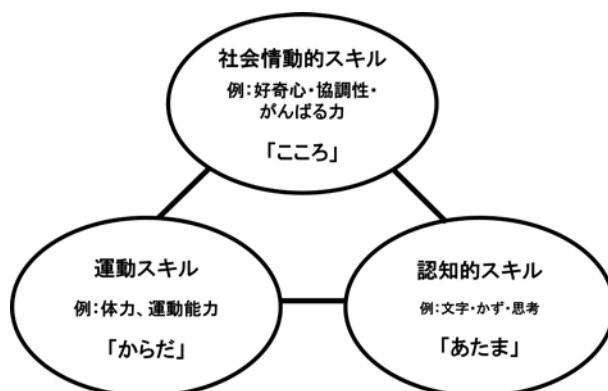 社会情動的スキル
例:好奇心・協調性・
がんばる力
「こころ」
運動スキル
例:体力、運動能力
「からだ」
認知的スキル
例:文字・かず・思考
「あたま」